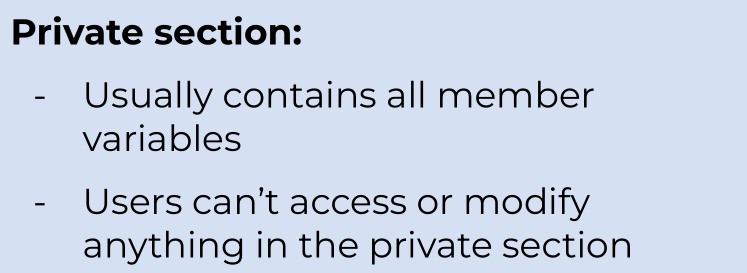 Private section:
- Usually contains all member
variables
- Users can’t access or modify
anything in the private section